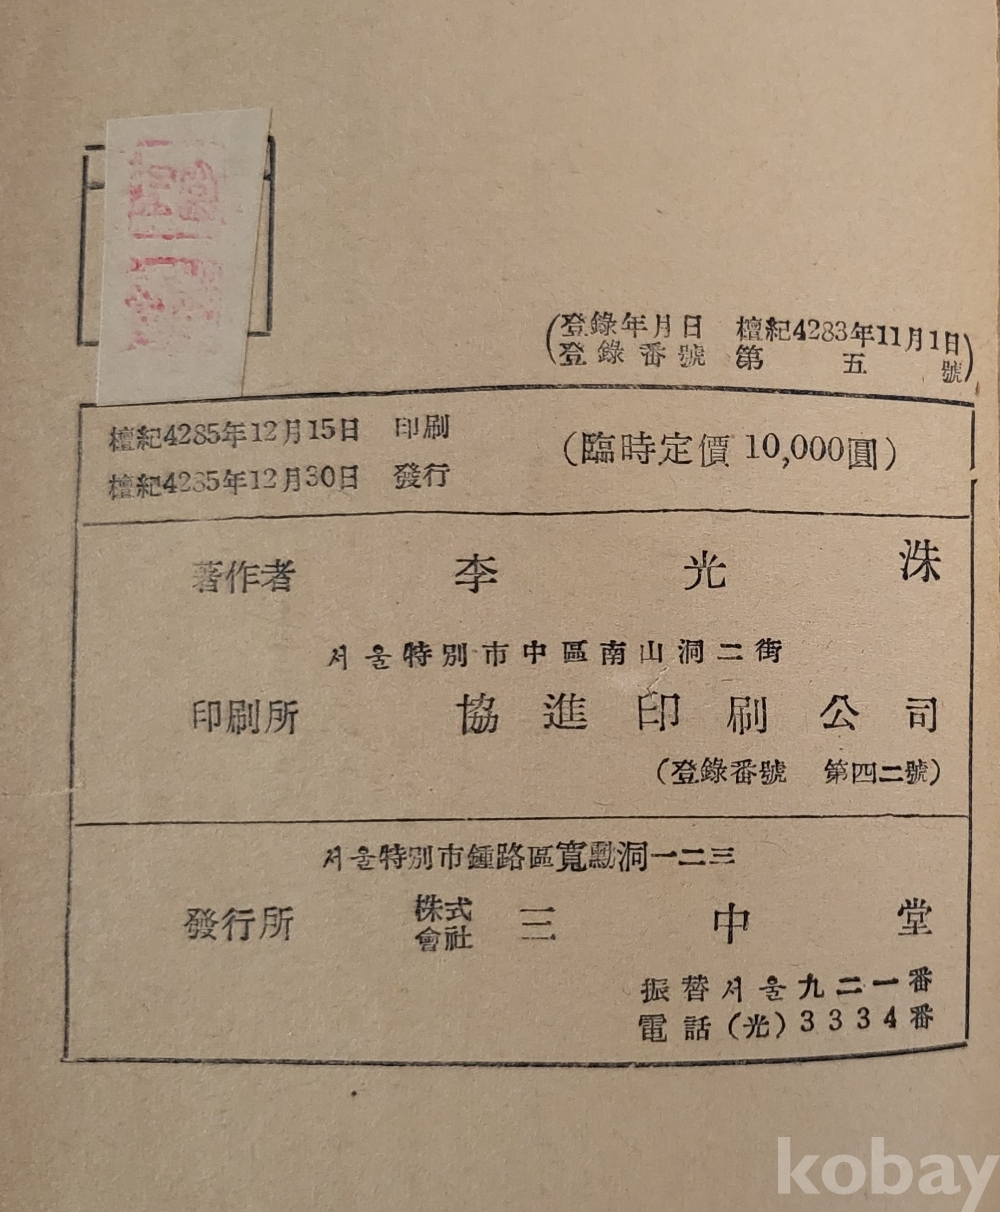 (登錄年月日 檀紀4283年11月1日
登錄番號 第五號)
檀紀4285年12月15日 印刷
檀紀4285年12月30日 發行
(臨時定價 10,000圓)
著作者 李光洙
서울特別市中區南山洞二街
印刷所 協進印刷公司
(登錄番號 第四二號)
서울特別市鍾路區寬勳洞一二三
發行所 株式會社 三中堂
振替서울九二一番
電話(光)3334番
kobay